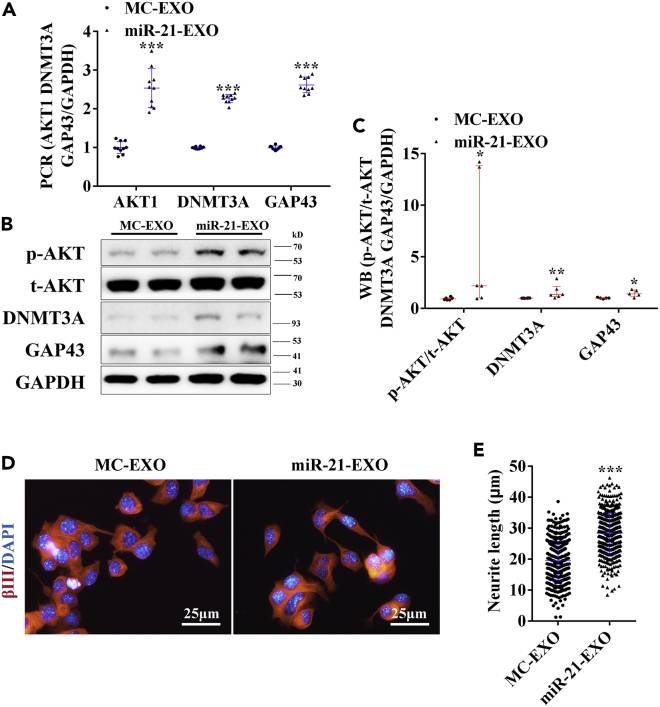 A
MC-EXO
miR-21-EXO
PCR (AKT1 DNMT3A
GAP43/GAPDH)
4
3
2
1
0
***
***
***
AKT1
DNMT3A
GAP43
B
MC-EXO
miR-21-EXO
kD
p-AKT
70
53
t-AKT
70
53
DNMT3A
93
GAP43
53
41
GAPDH
41
30
C
MC-EXO
miR-21-EXO
WB (p-AKT/t-AKT
DNMT3A GAP43/GAPDH)
15
10
5
0
*
**
*
p-AKT/t-AKT
DNMT3A
GAP43
D
MC-EXO
miR-21-EXO
βIII/DAPI
25μm
25μm
E
Neurite length (μm)
50
40
30
20
10
0
***
MC-EXO
miR-21-EXO